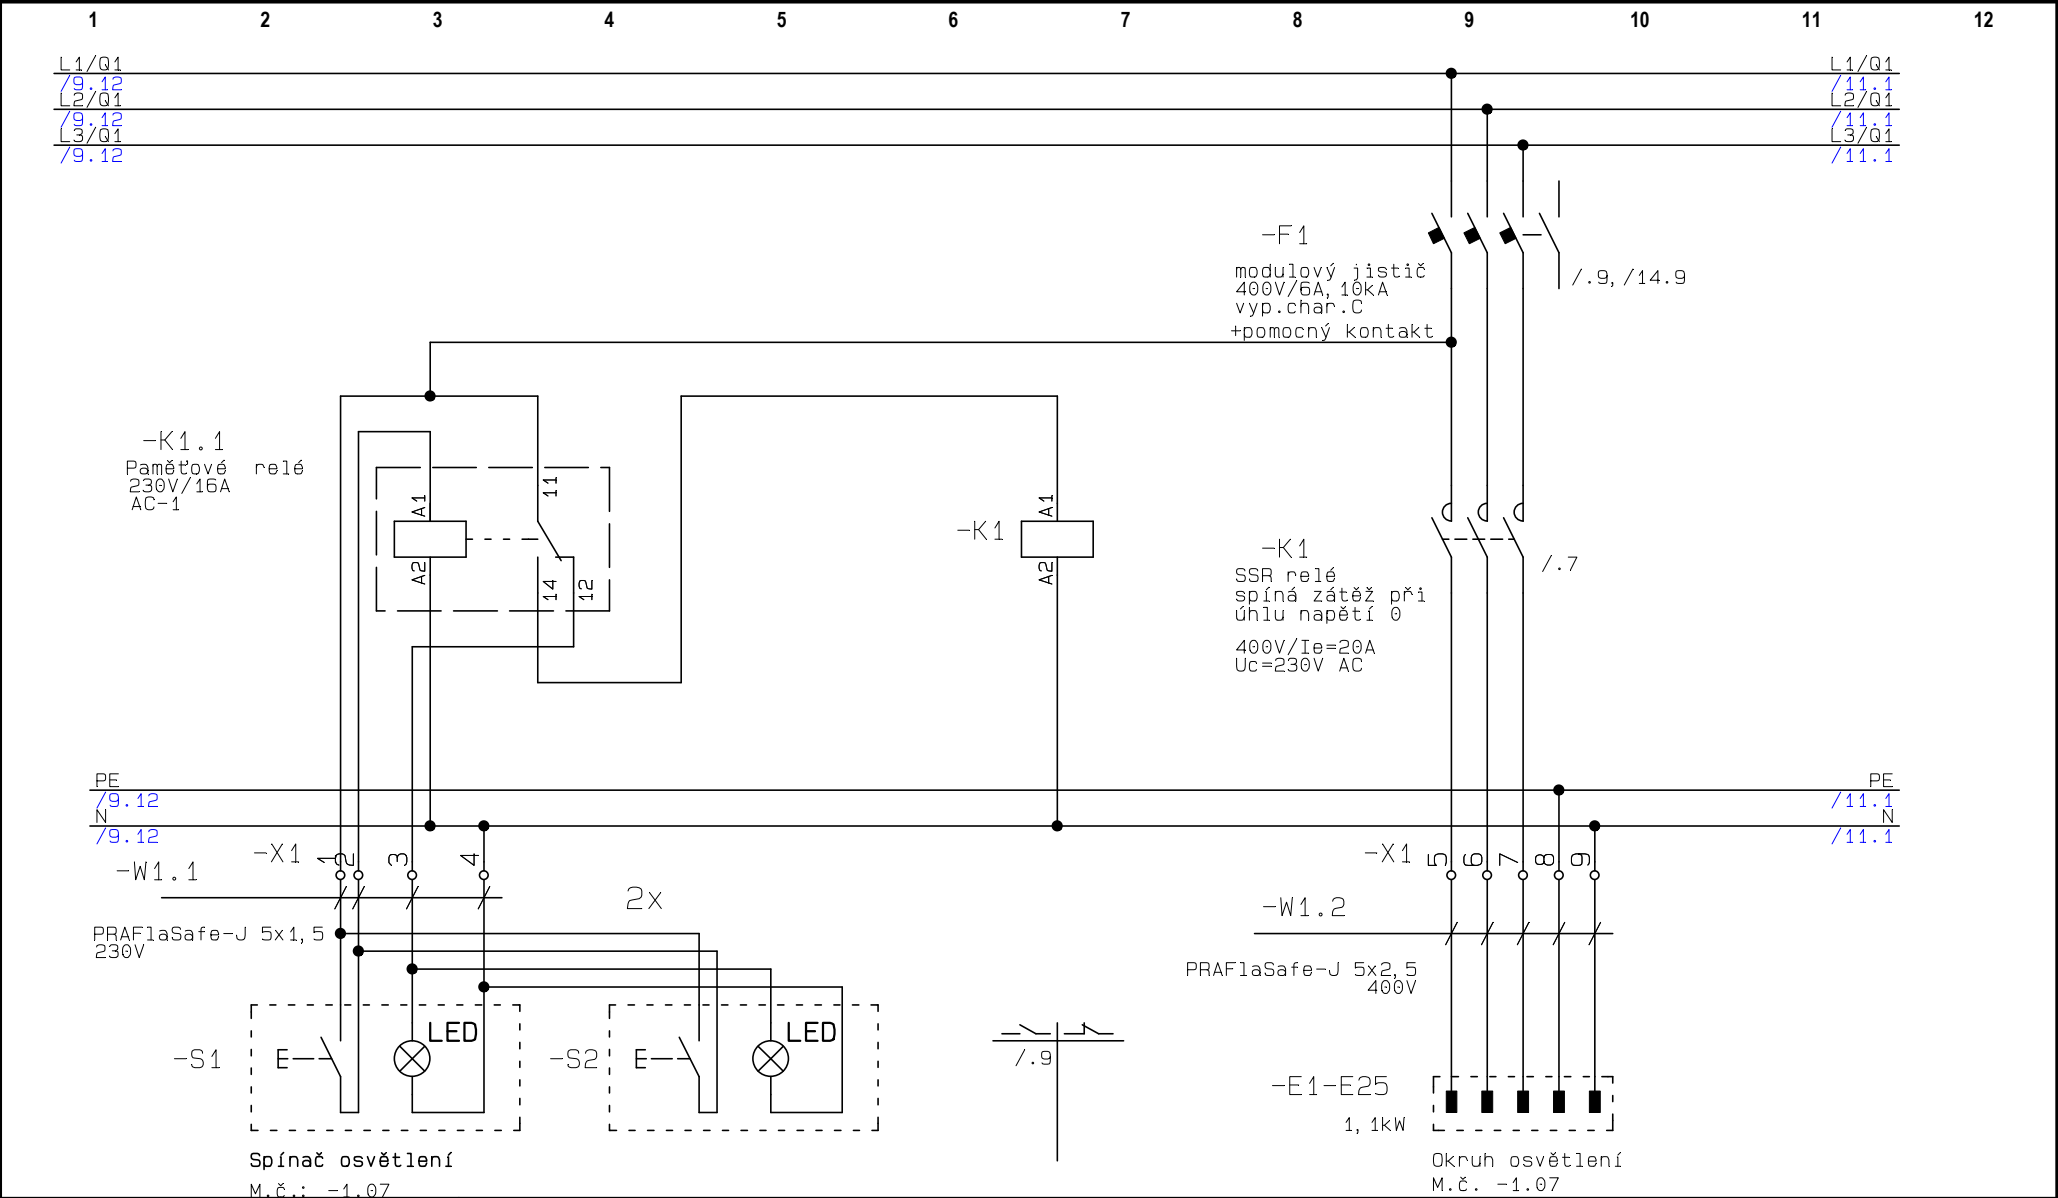 1 2 3 4 5 6 7 8 9 10 11 12
L1/Q1 L1/Q1
/9.12 /11.1
L2/Q1 L2/Q1
/9.12 /11.1
L3/Q1 L3/Q1
/9.12 /11.1
-F1
modulový jistič
400V/6A,10kA
vyp.char.C
+pomocný kontakt
/.9,/14.9
-K1.1
Paměťové relé
230V/16A
AC-1
A1
A2
11
14
12
-K1
A1
A2
-K1
SSR relé
spíná zátěž při
úhlu napětí 0
400V/Ie=20A
Uc=230V AC
/.7
PE PE
/9.12 /11.1
N N
/9.12 /11.1
-X1 1 2 3 4
-W1.1
2x
PRAFlaSafe-J 5x1,5
230V
-X1 5 6 7 8 9
-W1.2
PRAFlaSafe-J 5x2,5
400V
LED
-S1 E
LED
-S2 E
/.9
-E1-E25
1,1kW
Spínač osvětlení
M.č.: -1.07
Okruh osvětlení
M.č. -1.07